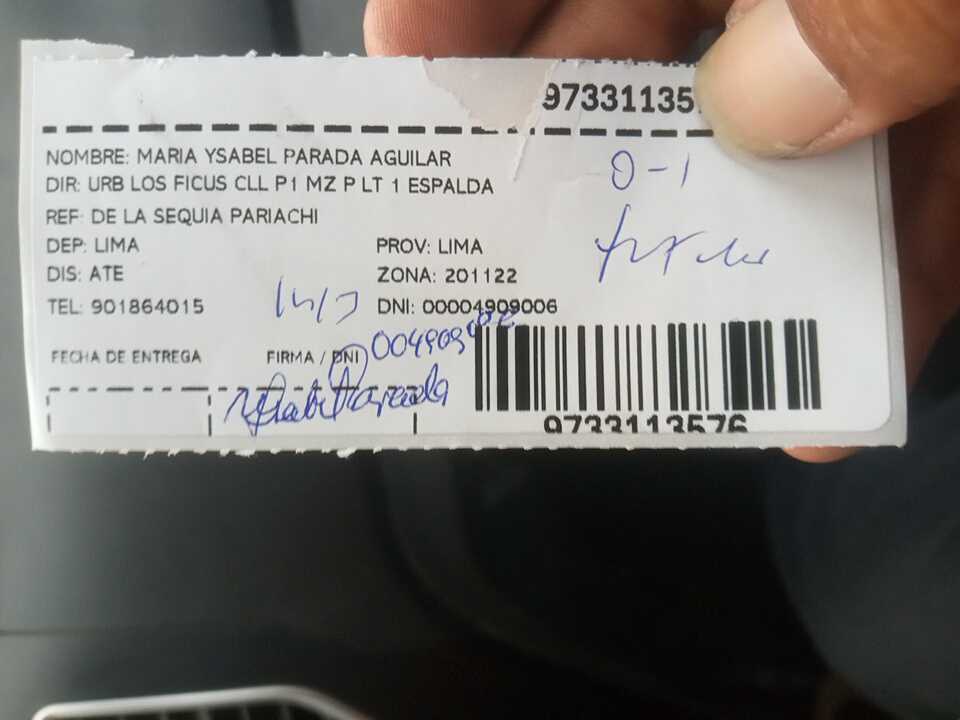 973311357
NOMBRE: MARIA YSABEL PARADA AGUILAR
DIR: URB LOS FICUS CLL P1 MZ P LT 1 ESPALDA
REF: DE LA SEQUIA PARIACHI
DEP: LIMA PROV: LIMA
DIS: ATE ZONA: 201122
TEL: 901864015 DNI: 00004909006
0-1
FECHA DE ENTREGA FIRMA / DNI
Parada
9733113576